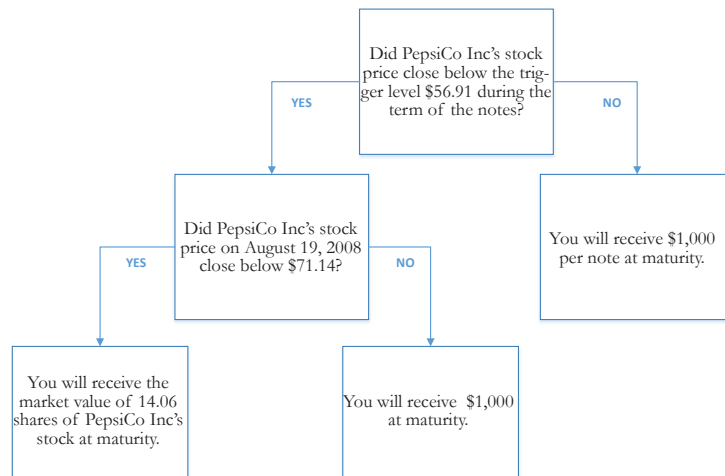 Did PepsiCo Inc's stock
price close below the trig-
ger level $56.91 during the
term of the notes?
YES
NO
Did PepsiCo Inc's stock
price on August 19, 2008
close below $71.14?
You will receive $1,000
per note at maturity.
YES
NO
You will receive the
market value of 14.06
shares of PepsiCo Inc's
stock at maturity.
You will receive $1,000
at maturity.